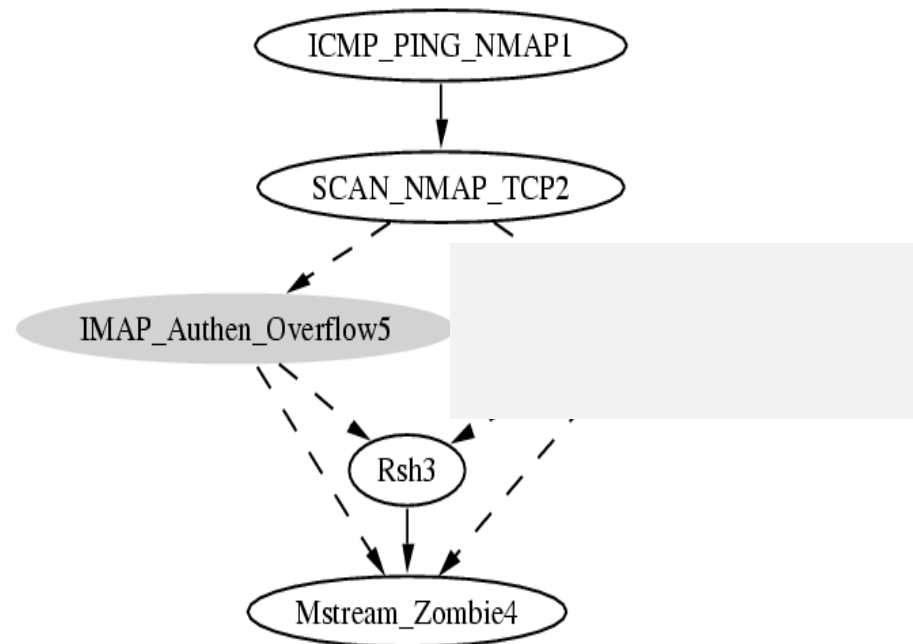 ICMP_PING_NMAP1
SCAN_NMAP_TCP2
IMAP_Authen_Overflow5
Rsh3
Mstream_Zombie4